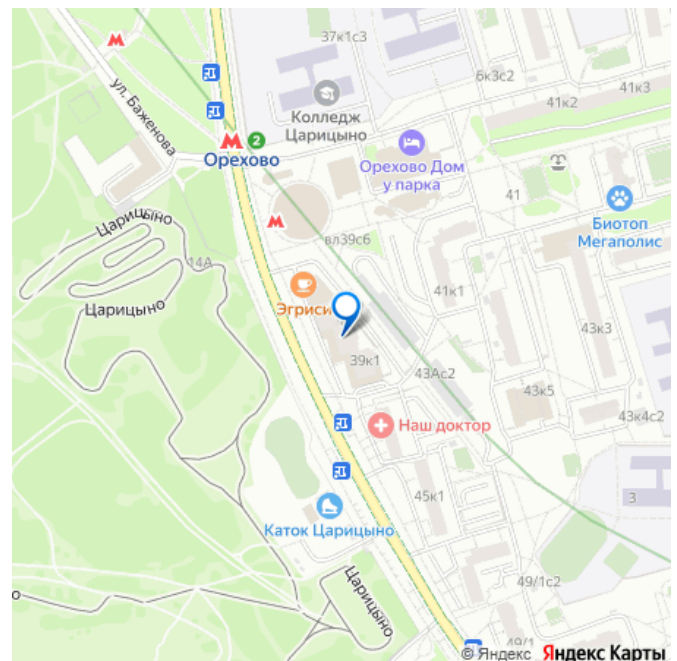 37к1с3
6к3с2
41к3
41к2
ул. Баженова
Колледж
Царицыно
2
Орехово
Орехово Дом
у парка
41
Биотоп
Мегаполис
Царицыно
вл39с6
14А
41к1
Царицыно
Эгриси
43к3
39к1
43Ас2
43к5
43к4с2
Наш доктор
45к1
3
Каток Царицыно
Царицыно
49/1с2
49/1
© Яндекс Яндекс Карты